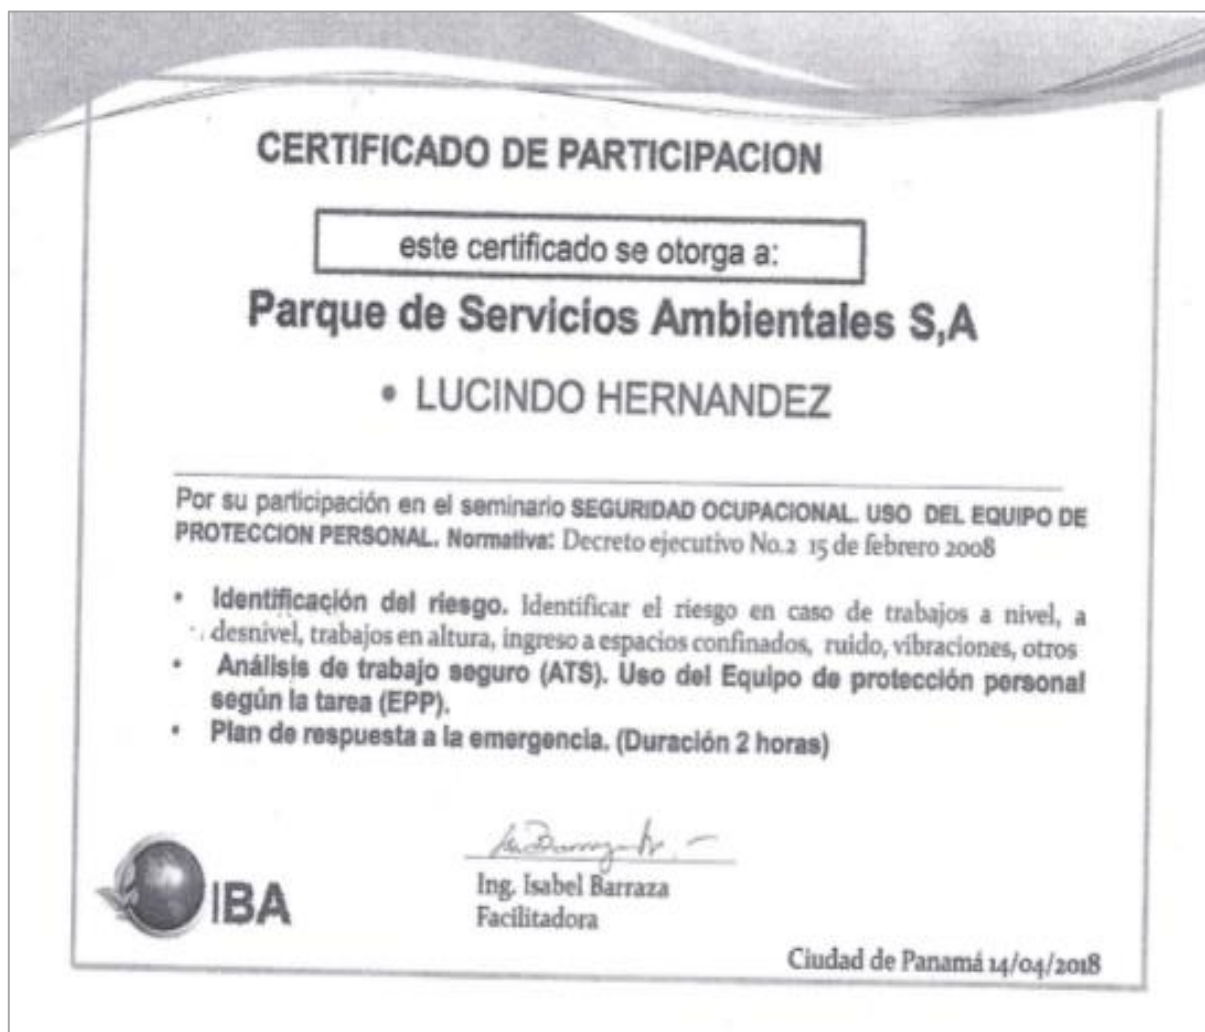 CERTIFICADO DE PARTICIPACION
este certificado se otorga a:
Parque de Servicios Ambientales S,A
• LUCINDO HERNANDEZ
Por su participación en el seminario SEGURIDAD OCUPACIONAL. USO DEL EQUIPO DE
PROTECCION PERSONAL. Normativa: Decreto ejecutivo No.2 15 de febrero 2008
• Identificación del riesgo. Identificar el riesgo en caso de trabajos a nivel, a
desnivel, trabajos en altura, ingreso a espacios confinados, ruido, vibraciones, otros
• Análisis de trabajo seguro (ATS). Uso del Equipo de protección personal
según la tarea (EPP).
• Plan de respuesta a la emergencia. (Duración 2 horas)
Ing. Isabel Barraza
Facilitadora
IBA
Ciudad de Panamá 14/04/2018